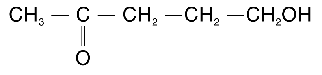 CH₃ — C — CH₂ — CH₂ — CH₂OH
O